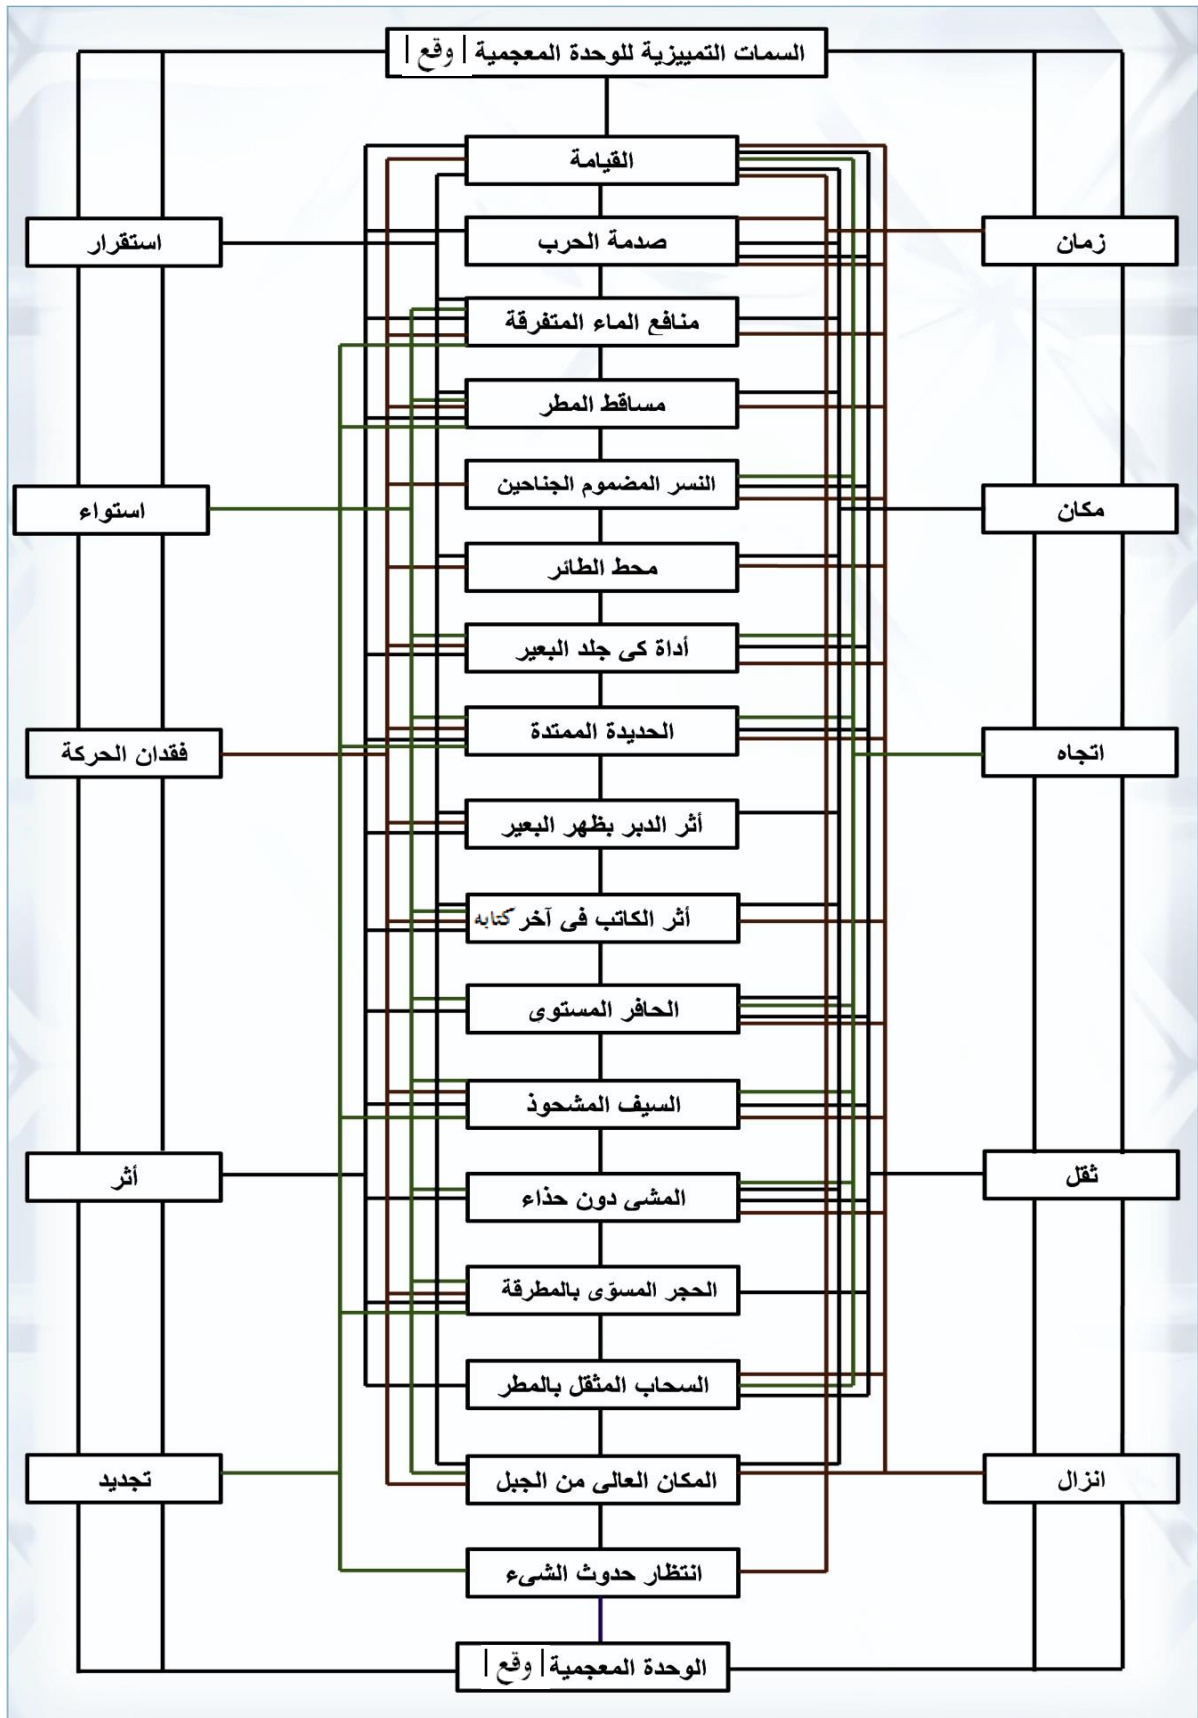 السمات التمييزية للوحدة المعجمية | وقع |
القيامة
زمان
صدمة الحرب
استقرار
منافع الماء المتفرقة
مساقط المطر
النسر المضموم الجناحين
مكان
استواء
محط الطائر
أداة كى جلد البعير
الحديدة الممتدة
اتجاه
فقدان الحركة
أثر الدبر بظهر البعير
أثر الكاتب فى آخر كتابه
الحافر المستوى
السيف المشحوذ
ثقل
أثر
المشى دون حذاء
الحجر المسوّى بالمطرقة
السحاب المثقل بالمطر
انزال
المكان العالى من الجبل
تجديد
انتظار حدوث الشىء
الوحدة المعجمية | وقع |